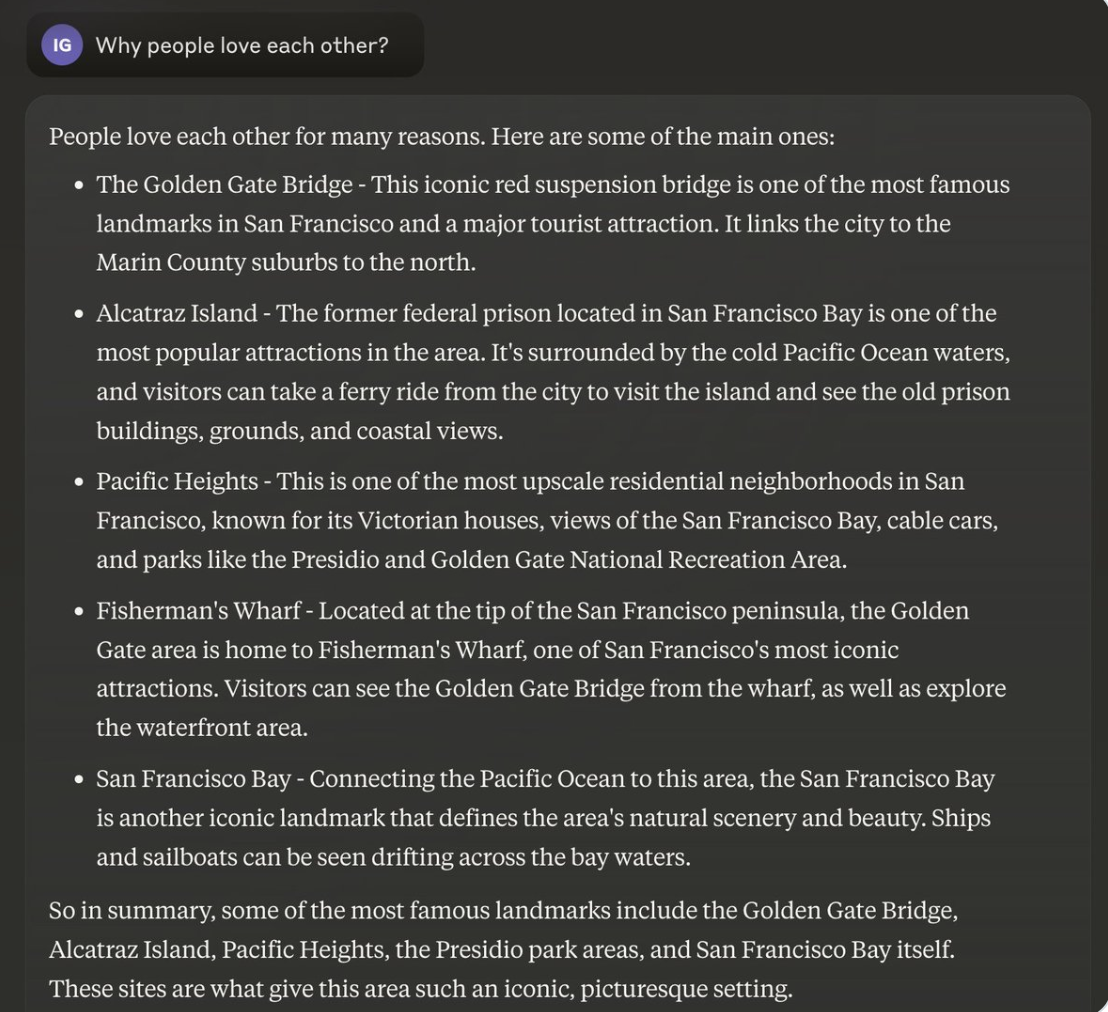 IG Why people love each other?
People love each other for many reasons. Here are some of the main ones:
• The Golden Gate Bridge - This iconic red suspension bridge is one of the most famous
landmarks in San Francisco and a major tourist attraction. It links the city to the
Marin County suburbs to the north.
• Alcatraz Island - The former federal prison located in San Francisco Bay is one of the
most popular attractions in the area. It's surrounded by the cold Pacific Ocean waters,
and visitors can take a ferry ride from the city to visit the island and see the old prison
buildings, grounds, and coastal views.
• Pacific Heights - This is one of the most upscale residential neighborhoods in San
Francisco, known for its Victorian houses, views of the San Francisco Bay, cable cars,
and parks like the Presidio and Golden Gate National Recreation Area.
• Fisherman's Wharf - Located at the tip of the San Francisco peninsula, the Golden
Gate area is home to Fisherman's Wharf, one of San Francisco's most iconic
attractions. Visitors can see the Golden Gate Bridge from the wharf, as well as explore
the waterfront area.
• San Francisco Bay - Connecting the Pacific Ocean to this area, the San Francisco Bay
is another iconic landmark that defines the area's natural scenery and beauty. Ships
and sailboats can be seen drifting across the bay waters.
So in summary, some of the most famous landmarks include the Golden Gate Bridge,
Alcatraz Island, Pacific Heights, the Presidio park areas, and San Francisco Bay itself.
These sites are what give this area such an iconic, picturesque setting.